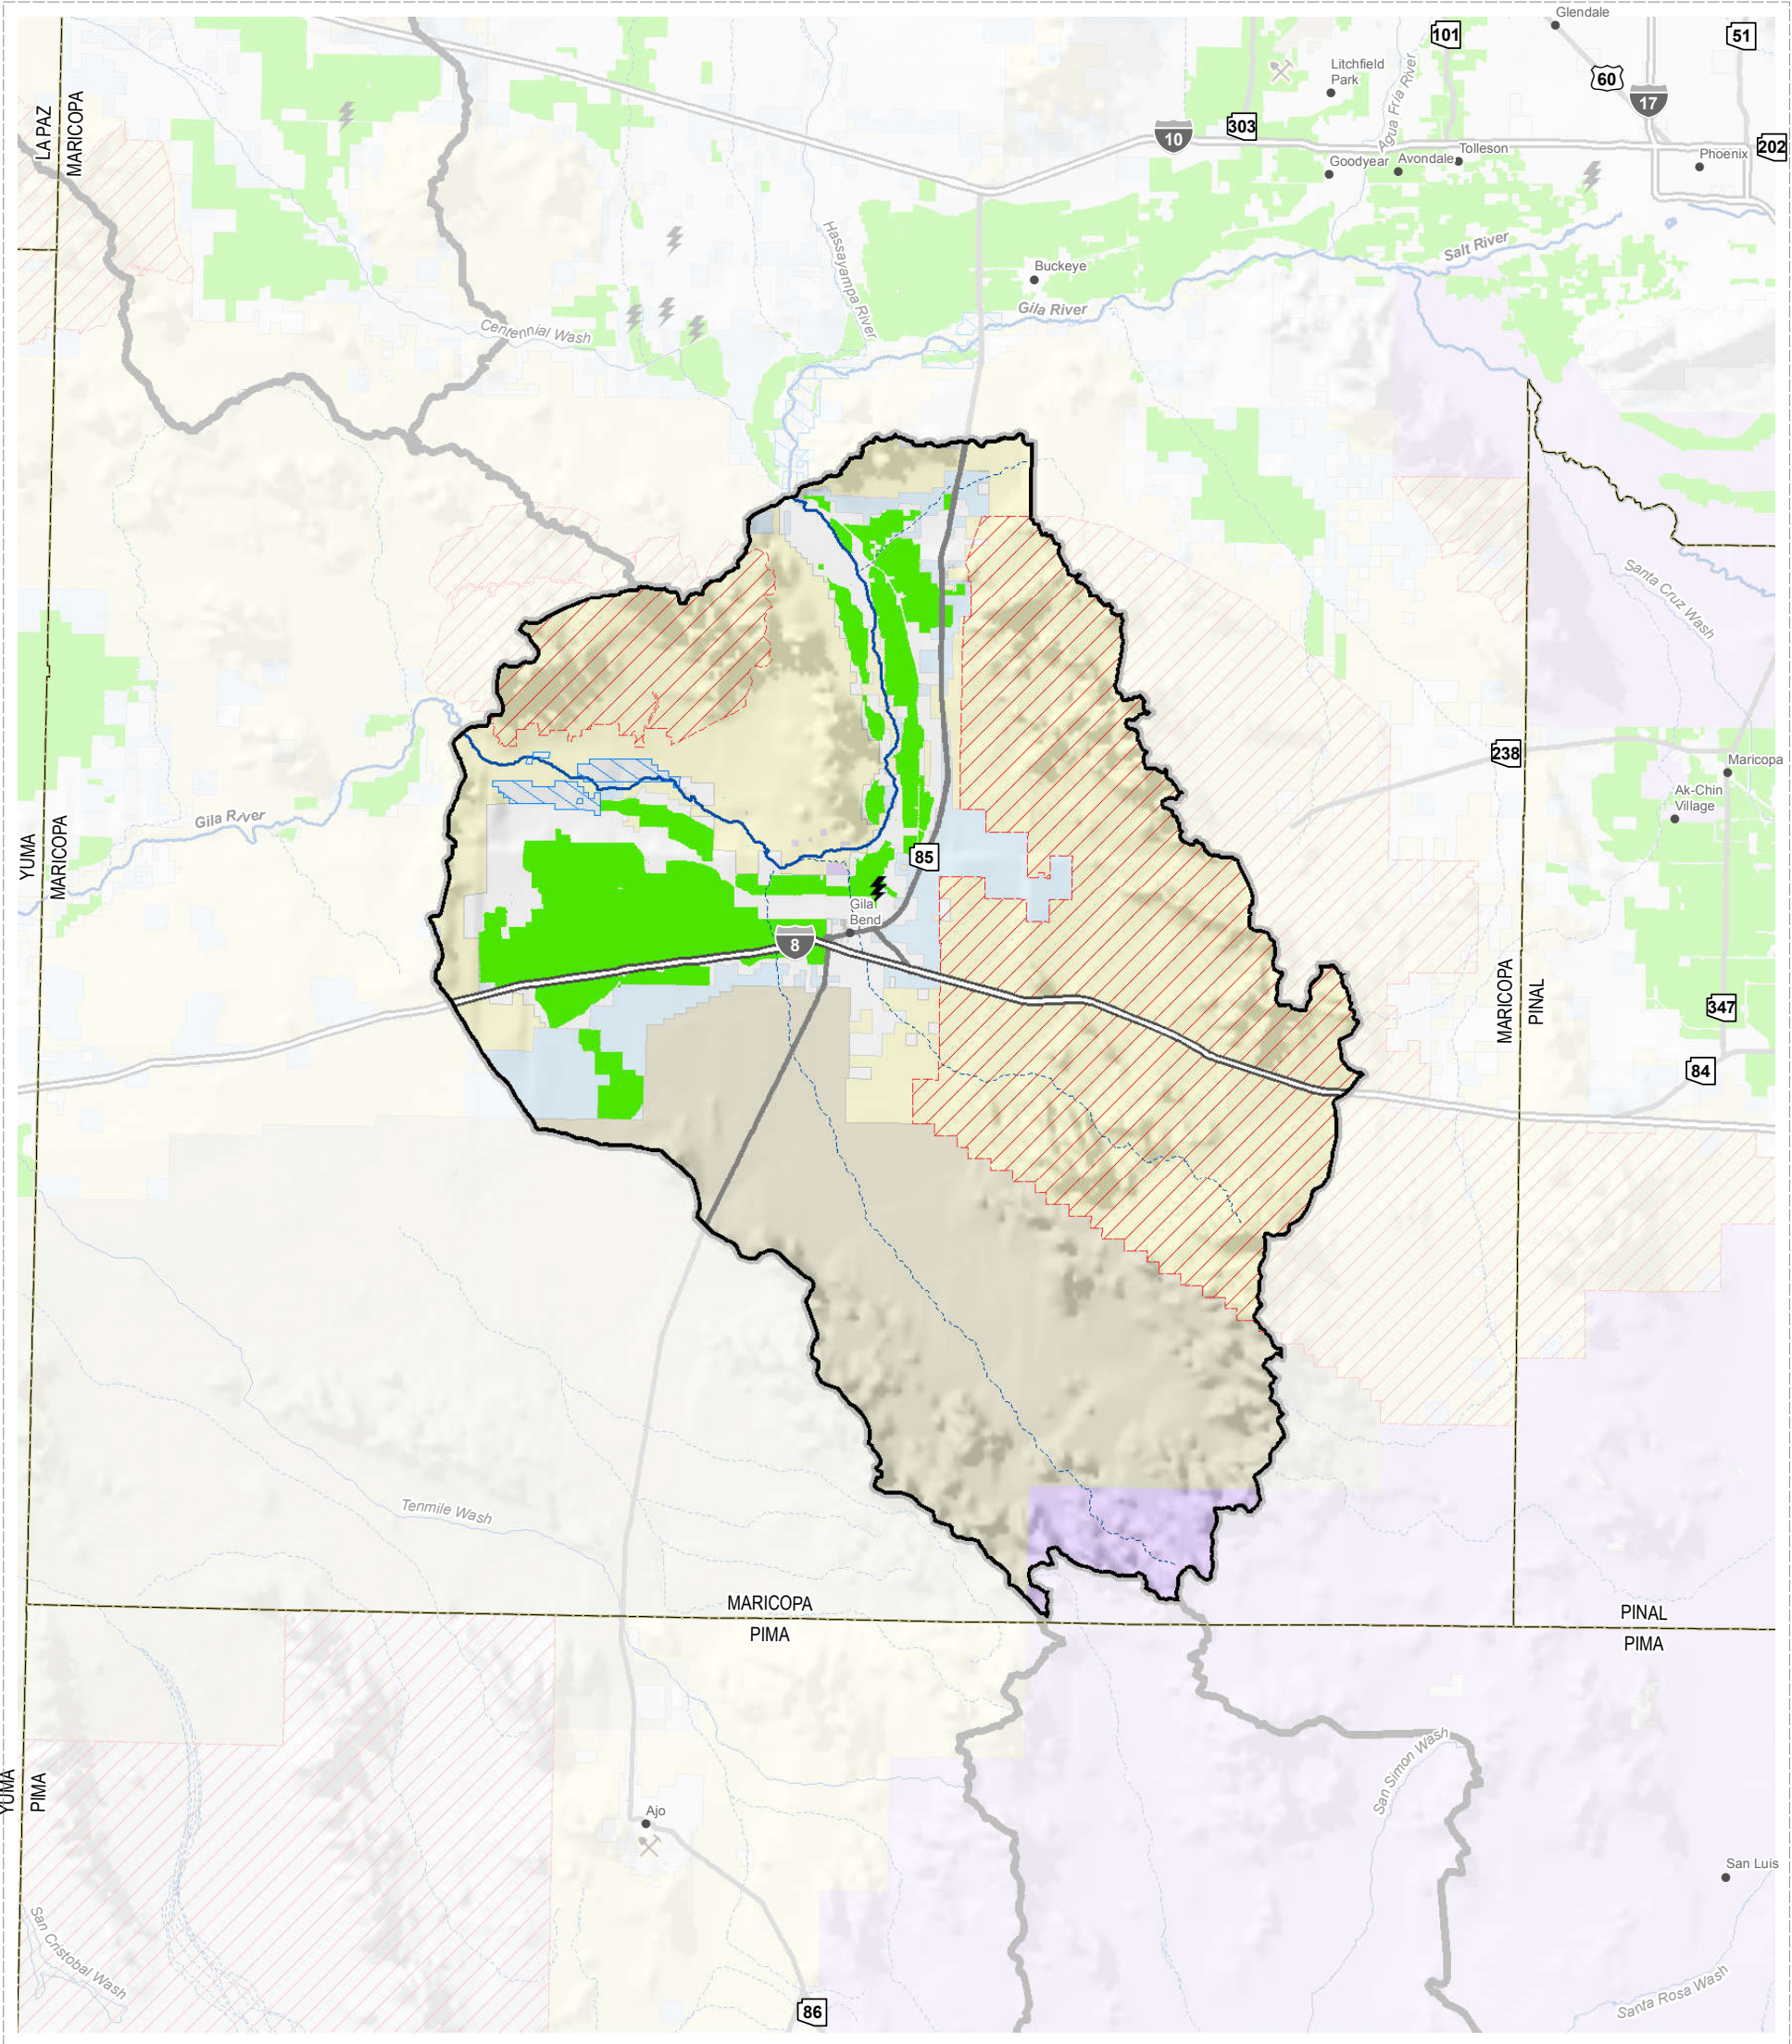 Glendale
101
51
Litchfield
Park
60
17
Agua Fria River
LA PAZ
MARICOPA
303
10
202
Tolleson
Goodyear
Avondale
Phoenix
Hassayampa River
Salt River
Buckeye
Gila River
Centennial Wash
Santa Cruz Wash
238
Maricopa
Ak-Chin
Village
Gila River
YUMA
MARICOPA
85
Gila
Bend
8
MARICOPA
PINAL
347
84
Tenmile Wash
MARICOPA
PIMA
PINAL
PIMA
San Simon Wash
YUMA
PIMA
Ajo
San Luis
San Cristobal Wash
Santa Rosa Wash
86